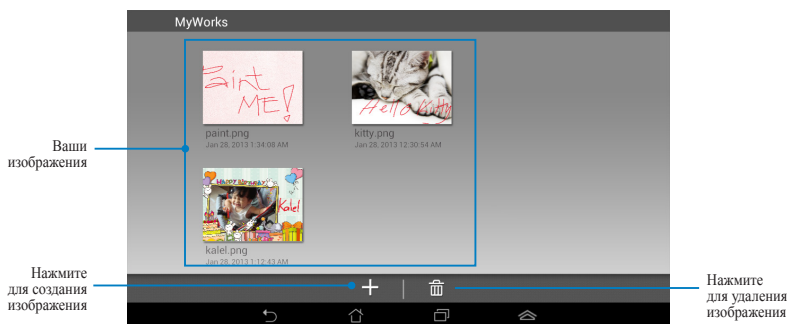 MyWorks
Paint
ME!
paint.png
Jan 28, 2013 1:34:08 AM
Hello Kitty
kitty.png
Jan 28, 2013 12:30:54 AM
HAPPY BIRTHDAY
Kalel
kalel.png
Jan 28, 2013 1:12:43 AM
Ваши
изображения
Нажмите
для создания
изображения
Нажмите
для удаления
изображения